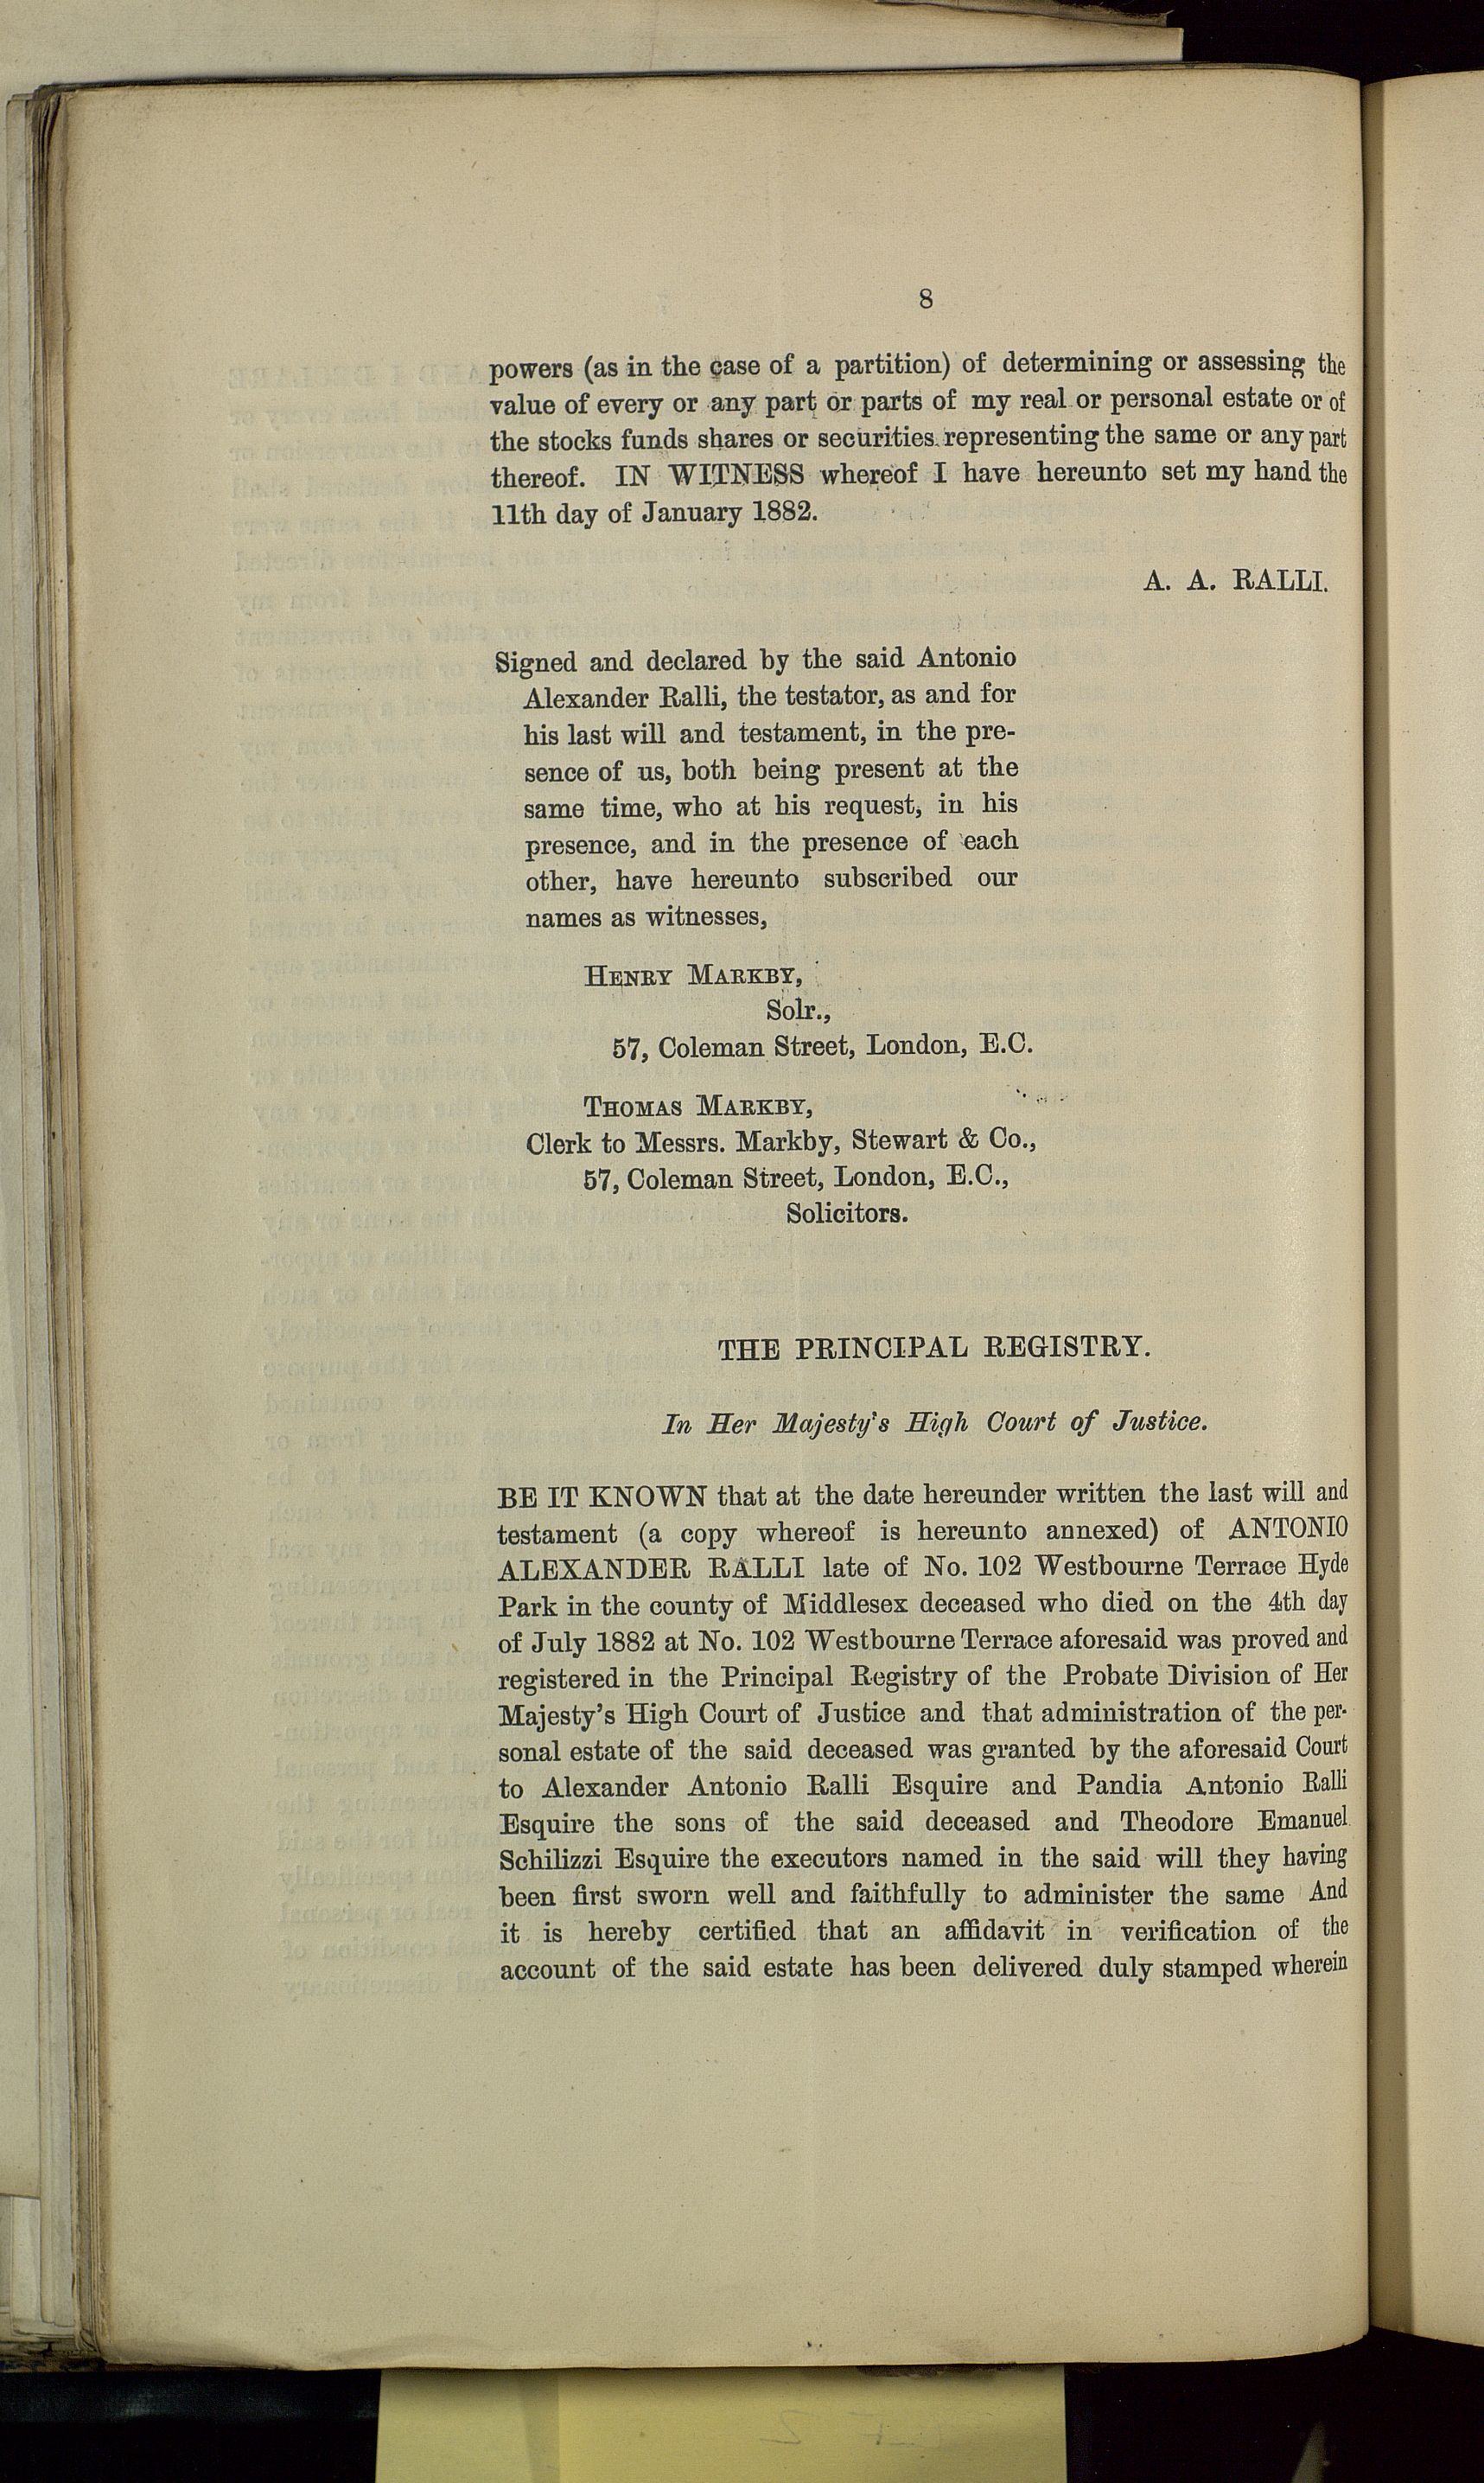 8
powers (as in the case of a partition) of determining or assessing the
value of every or any part or parts of my real or personal estate or of
the stocks funds shares or securities representing the same or any part
thereof. IN WITNESS whereof I have hereunto set my hand the
11th day of January 1882.
A. A. RALLI.
Signed and declared by the said Antonio
Alexander Ralli, the testator, as and for
his last will and testament, in the pre-
sence of us, both being present at the
same time, who at his request, in his
presence, and in the presence of each
other, have hereunto subscribed our
names as witnesses,
HENRY MARKBY,
Solr.,
57, Coleman Street, London, E.C.
THOMAS MARKBY,
Clerk to Messrs. Markby, Stewart & Co.,
57, Coleman Street, London, E.C.,
Solicitors.
THE PRINCIPAL REGISTRY.
In Her Majesty's High Court of Justice.
BE IT KNOWN that at the date hereunder written the last will and
testament (a copy whereof is hereunto annexed) of ANTONIO
ALEXANDER RALLI late of No. 102 Westbourne Terrace Hyde
Park in the county of Middlesex deceased who died on the 4th day
of July 1882 at No. 102 Westbourne Terrace aforesaid was proved and
registered in the Principal Registry of the Probate Division of Her
Majesty's High Court of Justice and that administration of the per-
sonal estate of the said deceased was granted by the aforesaid Court
to Alexander Antonio Ralli Esquire and Pandia Antonio Ralli
Esquire the sons of the said deceased and Theodore Emanuel
Schilizzi Esquire the executors named in the said will they having
been first sworn well and faithfully to administer the same And
it is hereby certified that an affidavit in verification of the
account of the said estate has been delivered duly stamped wherein